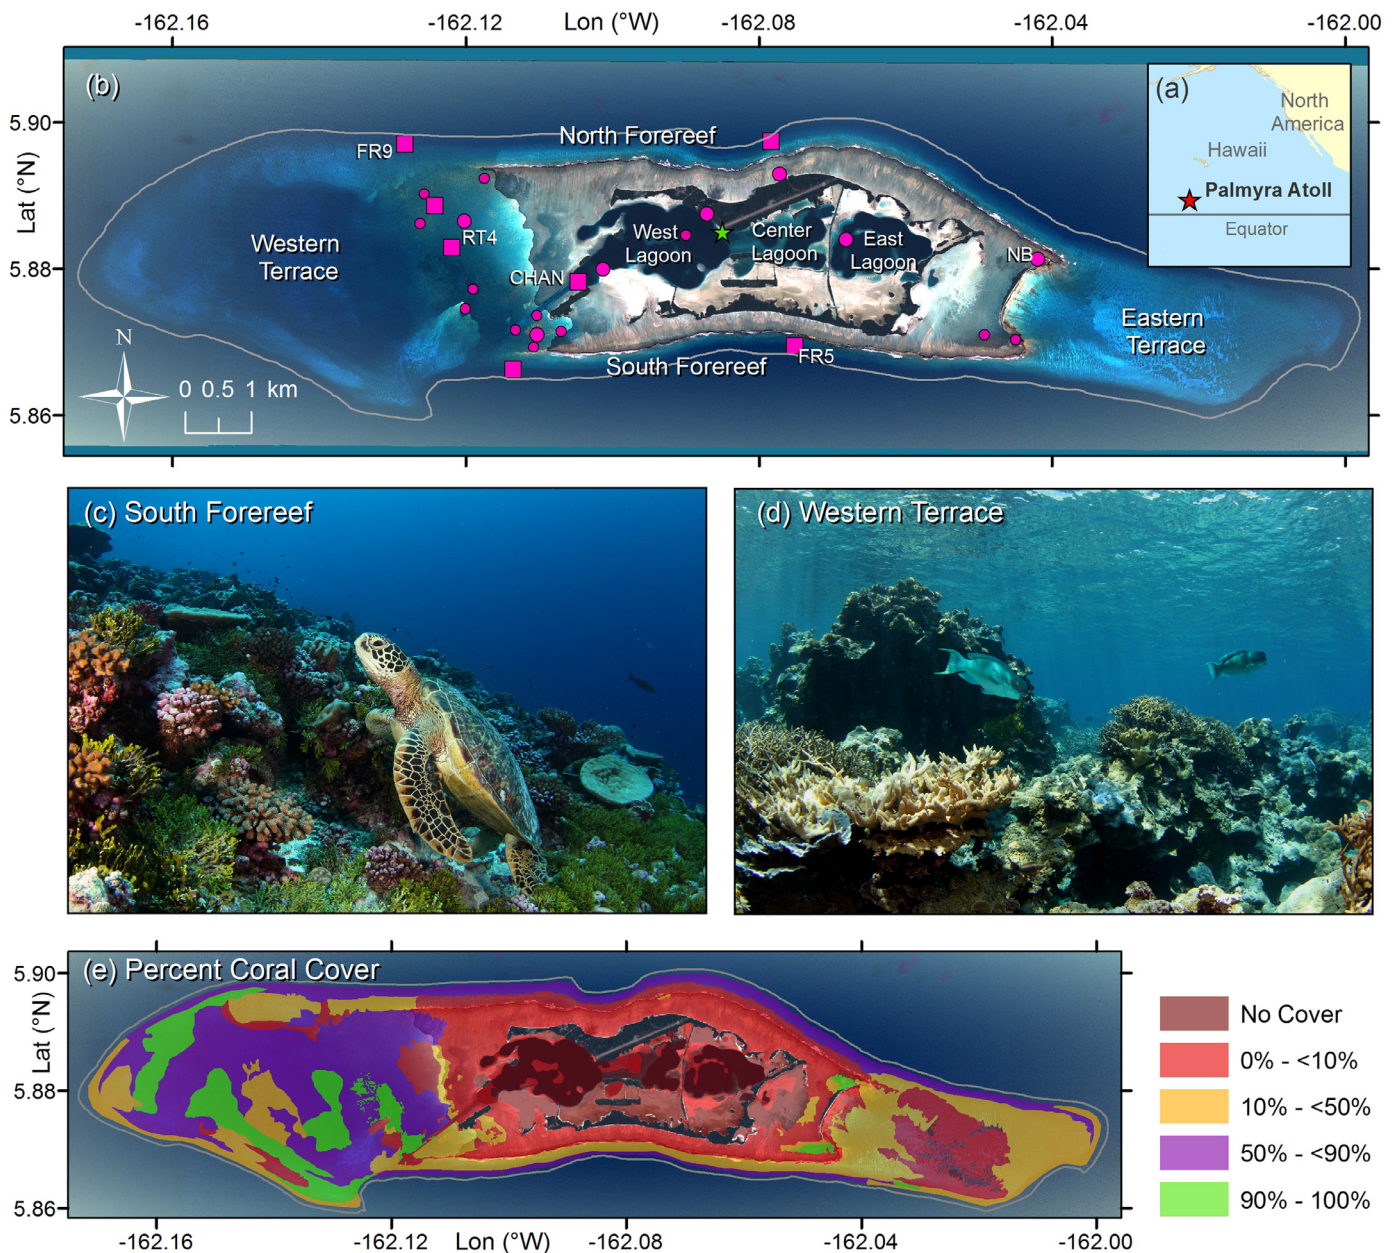 -162.16 -162.12 Lon (°W) -162.08 -162.04 -162.00
(b)
(a)
North
America
Hawaii
Palmyra Atoll
Equator
5.90
5.88
5.86
Lat (°N)
North Forereef
FR9
Western
Terrace
RT4
CHAN
West
Lagoon
Center
Lagoon
East
Lagoon
NB
Eastern
Terrace
FR5
South Forereef
N
0 0.5 1 km
(c) South Forereef
(d) Western Terrace
(e) Percent Coral Cover
5.90
5.88
5.86
Lat (°N)
No Cover
0% - <10%
10% - <50%
50% - <90%
90% - 100%
-162.16 -162.12 Lon (°W) -162.08 -162.04 -162.00